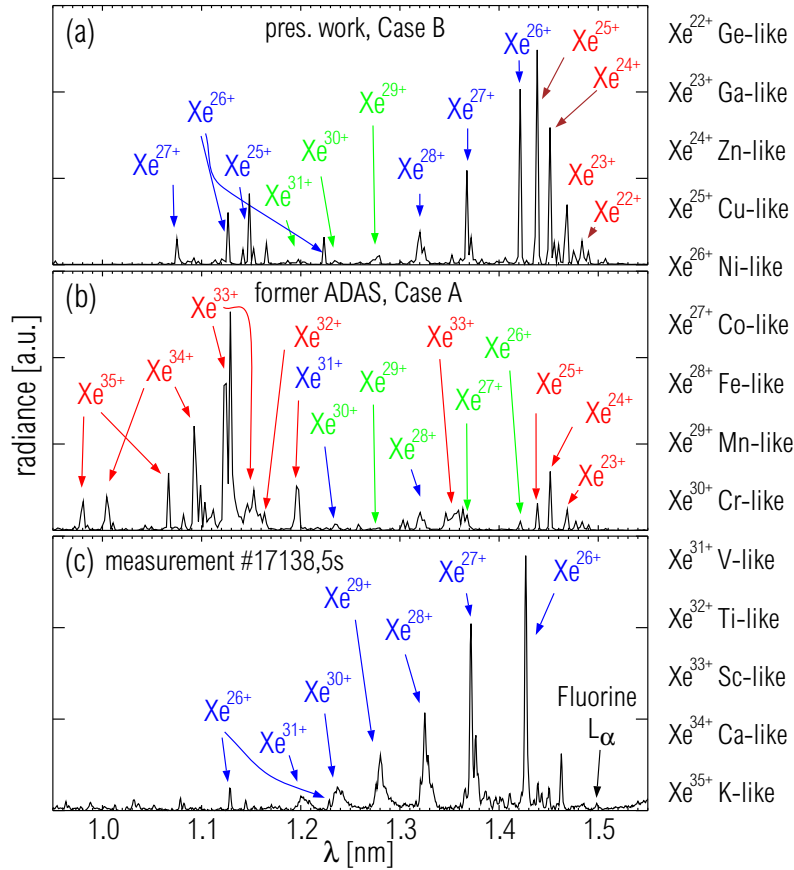 (a) pres. work, Case B
Xe26+
Xe25+
Xe24+
Xe29+
Xe26+
Xe27+
Xe30+
Xe27+
Xe25+
Xe28+
Xe23+
Xe31+
Xe22+
(b) former ADAS, Case A
Xe33+
Xe32+
Xe33+
Xe26+
Xe34+
Xe31+
Xe29+
Xe25+
Xe35+
Xe27+
Xe24+
Xe30+
Xe28+
Xe23+
radiance [a.u.]
(c) measurement #17138,5s
Xe27+
Xe26+
Xe29+
Xe28+
Xe30+
Xe26+
Xe31+
Fluorine
Lα
1.0 1.1 1.2 1.3 1.4 1.5
λ [nm]
Xe22+ Ge-like
Xe23+ Ga-like
Xe24+ Zn-like
Xe25+ Cu-like
Xe26+ Ni-like
Xe27+ Co-like
Xe28+ Fe-like
Xe29+ Mn-like
Xe30+ Cr-like
Xe31+ V-like
Xe32+ Ti-like
Xe33+ Sc-like
Xe34+ Ca-like
Xe35+ K-like